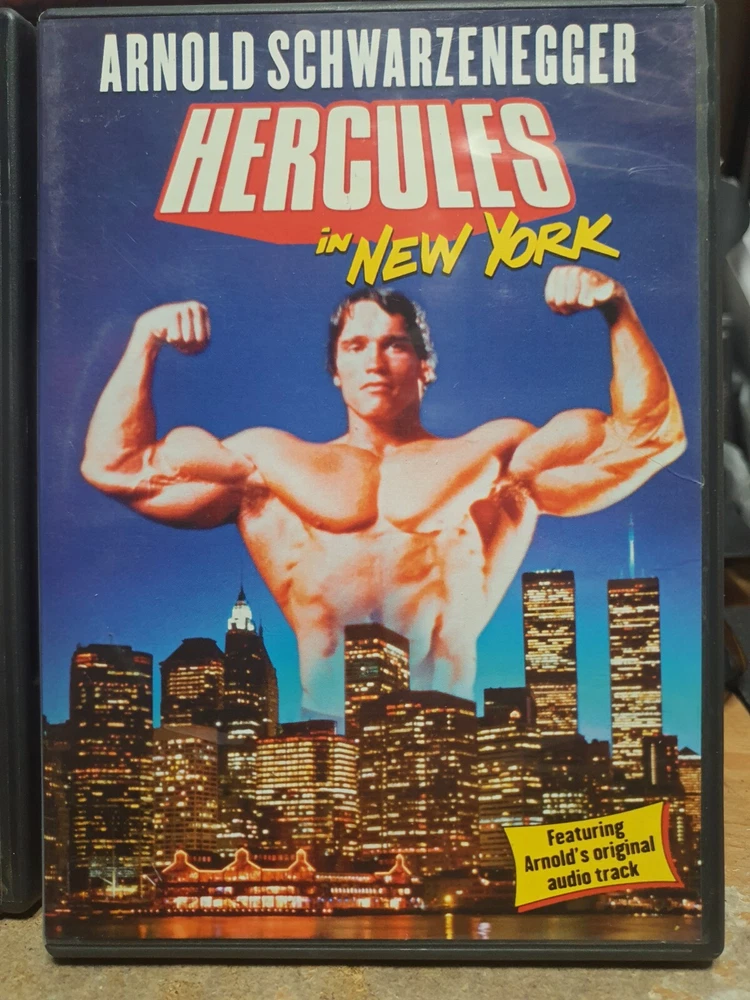 ARNOLD SCHWARZENEGGER
HERCULES
IN NEW YORK
Featuring
Arnold's original
audio track